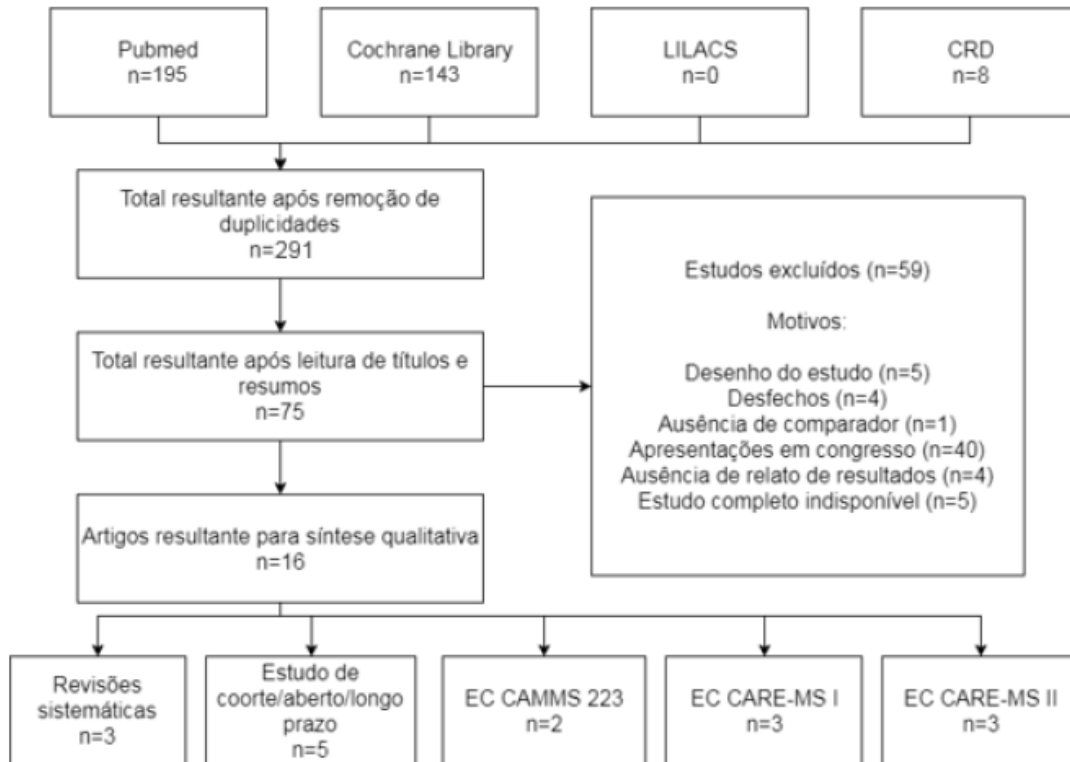 Pubmed
n=195
Cochrane Library
n=143
LILACS
n=0
CRD
n=8
Total resultante após remoção de
duplicidades
n=291
Total resultante após leitura de títulos e
resumos
n=75
Estudos excluídos (n=59)
Motivos:
Desenho do estudo (n=5)
Desfechos (n=4)
Ausência de comparador (n=1)
Apresentações em congresso (n=40)
Ausência de relato de resultados (n=4)
Estudo completo indisponível (n=5)
Artigos resultante para síntese qualitativa
n=16
Revisões
sistemáticas
n=3
Estudo de
coorte/aberto/longo
prazo
n=5
EC CAMMS 223
n=2
EC CARE-MS I
n=3
EC CARE-MS II
n=3